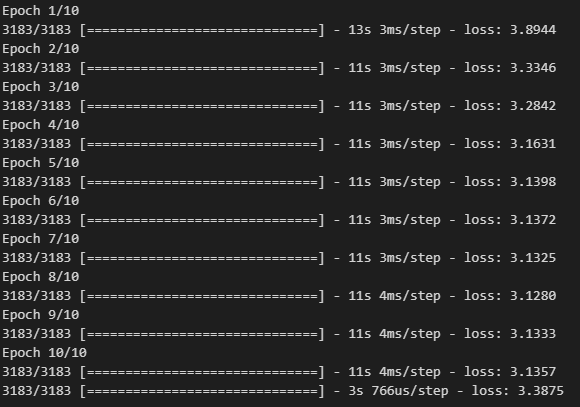 Epoch 1/10
3183/3183 [==============================] - 13s 3ms/step - loss: 3.8944
Epoch 2/10
3183/3183 [==============================] - 11s 3ms/step - loss: 3.3346
Epoch 3/10
3183/3183 [==============================] - 11s 3ms/step - loss: 3.2842
Epoch 4/10
3183/3183 [==============================] - 11s 3ms/step - loss: 3.1631
Epoch 5/10
3183/3183 [==============================] - 11s 3ms/step - loss: 3.1398
Epoch 6/10
3183/3183 [==============================] - 11s 3ms/step - loss: 3.1372
Epoch 7/10
3183/3183 [==============================] - 11s 3ms/step - loss: 3.1325
Epoch 8/10
3183/3183 [==============================] - 11s 4ms/step - loss: 3.1280
Epoch 9/10
3183/3183 [==============================] - 11s 4ms/step - loss: 3.1333
Epoch 10/10
3183/3183 [==============================] - 11s 4ms/step - loss: 3.1357
3183/3183 [==============================] - 3s 766us/step - loss: 3.3875